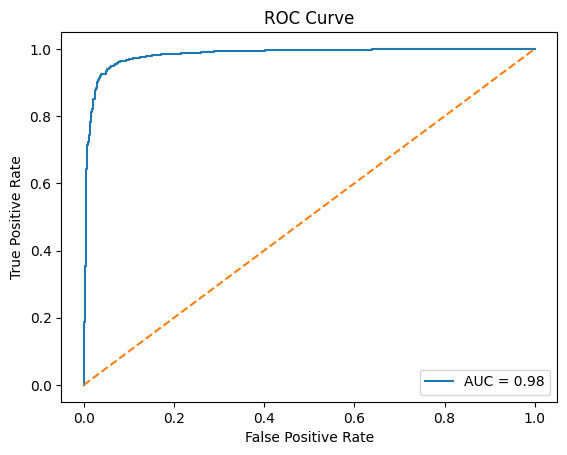 ROC Curve
True Positive Rate
1.0
0.8
0.6
0.4
0.2
0.0
AUC = 0.98
0.0 0.2 0.4 0.6 0.8 1.0
False Positive Rate